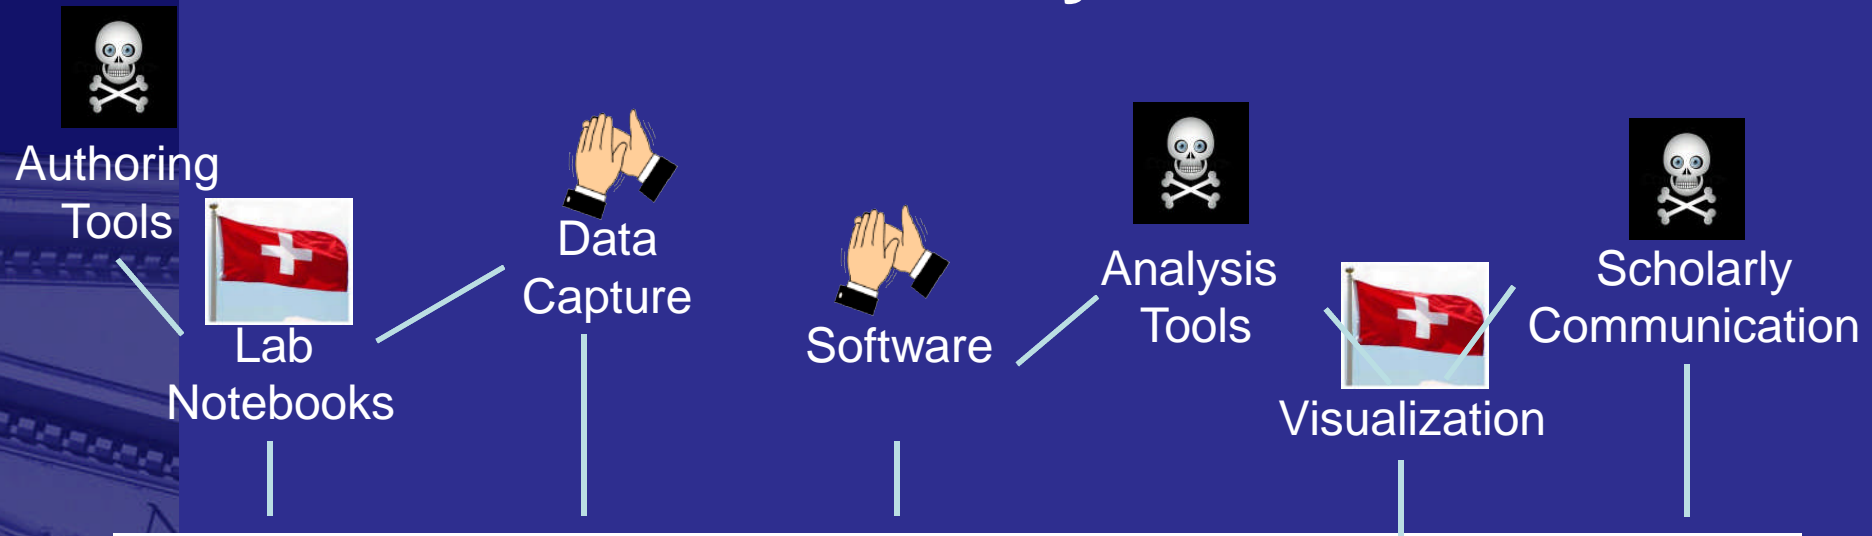 Authoring
Tools
Lab
Notebooks
Data
Capture
Software
Analysis
Tools
Visualization
Scholarly
Communication